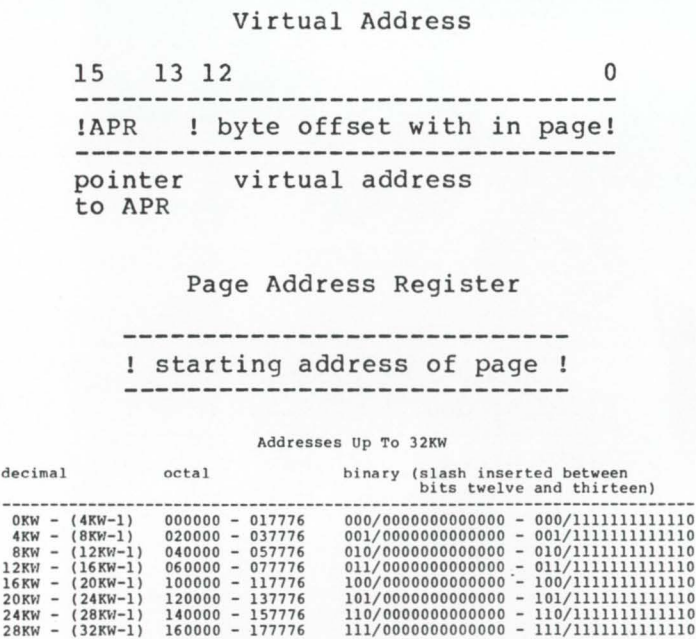 Virtual Address
15 13 12 0
----------------------------------
!APR ! byte offset with in page!
----------------------------------
pointer virtual address
to APR
Page Address Register
----------------------------
! starting address of page !
----------------------------
Addresses Up To 32KW
decimal octal binary (slash inserted between
bits twelve and thirteen)
--------------------------------------------------------------------------------
0KW - (4KW-1) 000000 - 017776 000/0000000000000 - 000/1111111111110
4KW - (8KW-1) 020000 - 037776 001/0000000000000 - 001/1111111111110
8KW - (12KW-1) 040000 - 057776 010/0000000000000 - 010/1111111111110
12KW - (16KW-1) 060000 - 077776 011/0000000000000 - 011/1111111111110
16KW - (20KW-1) 100000 - 117776 100/0000000000000 - 100/1111111111110
20KW - (24KW-1) 120000 - 137776 101/0000000000000 - 101/1111111111110
24KW - (28KW-1) 140000 - 157776 110/0000000000000 - 110/1111111111110
28KW - (32KW-1) 160000 - 177776 111/0000000000000 - 111/1111111111110